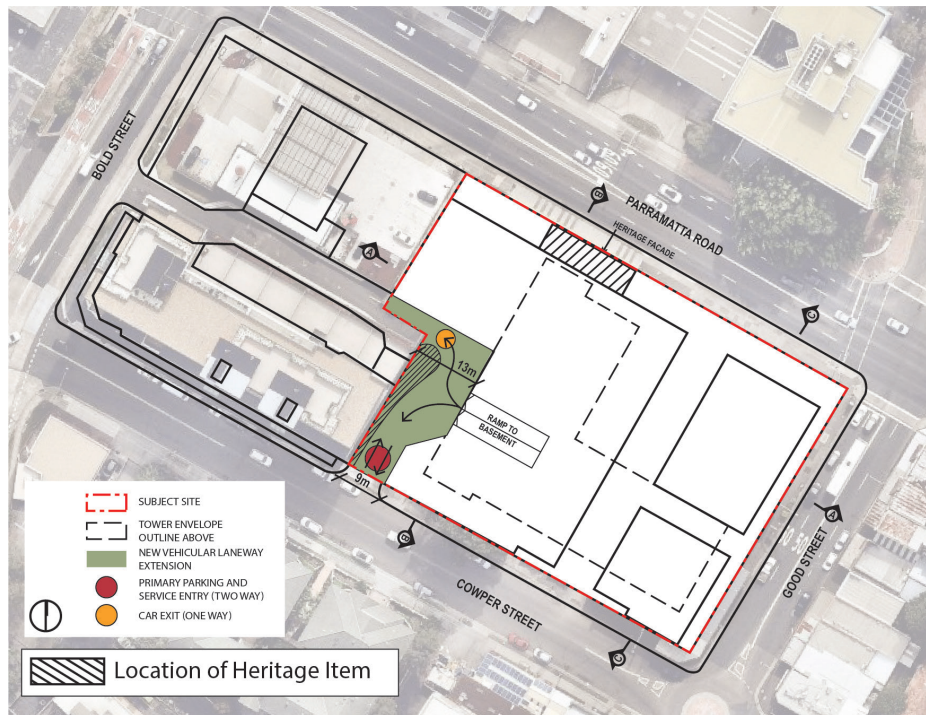 BOLD STREET
PARRAMATTA ROAD
HERITAGE FACADE
B
A
C
13m
RAMP TO
BASEMENT
9m
B
COWPER STREET
C
A
GOOD STREET
SUBJECT SITE
TOWER ENVELOPE
OUTLINE ABOVE
NEW VEHICULAR LANEWAY
EXTENSION
PRIMARY PARKING AND
SERVICE ENTRY (TWO WAY)
CAR EXIT (ONE WAY)
Location of Heritage Item